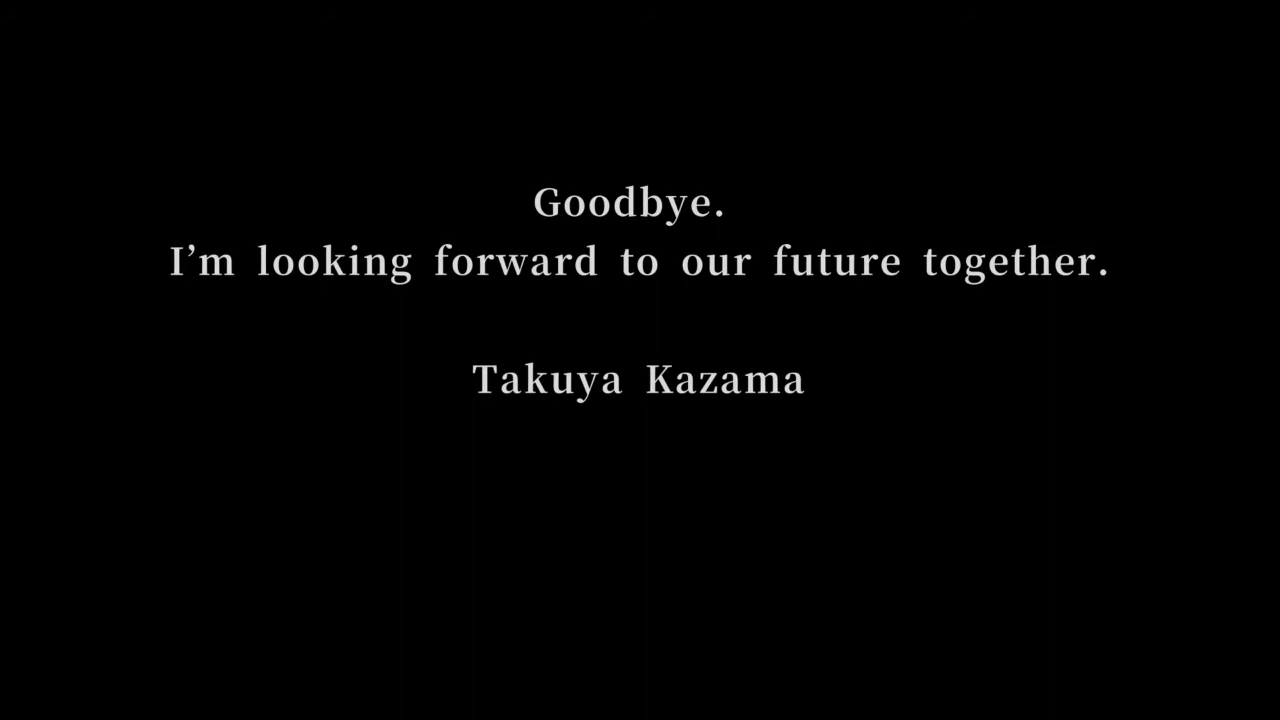 Goodbye.
I’m looking forward to our future together.
Takuya Kazama